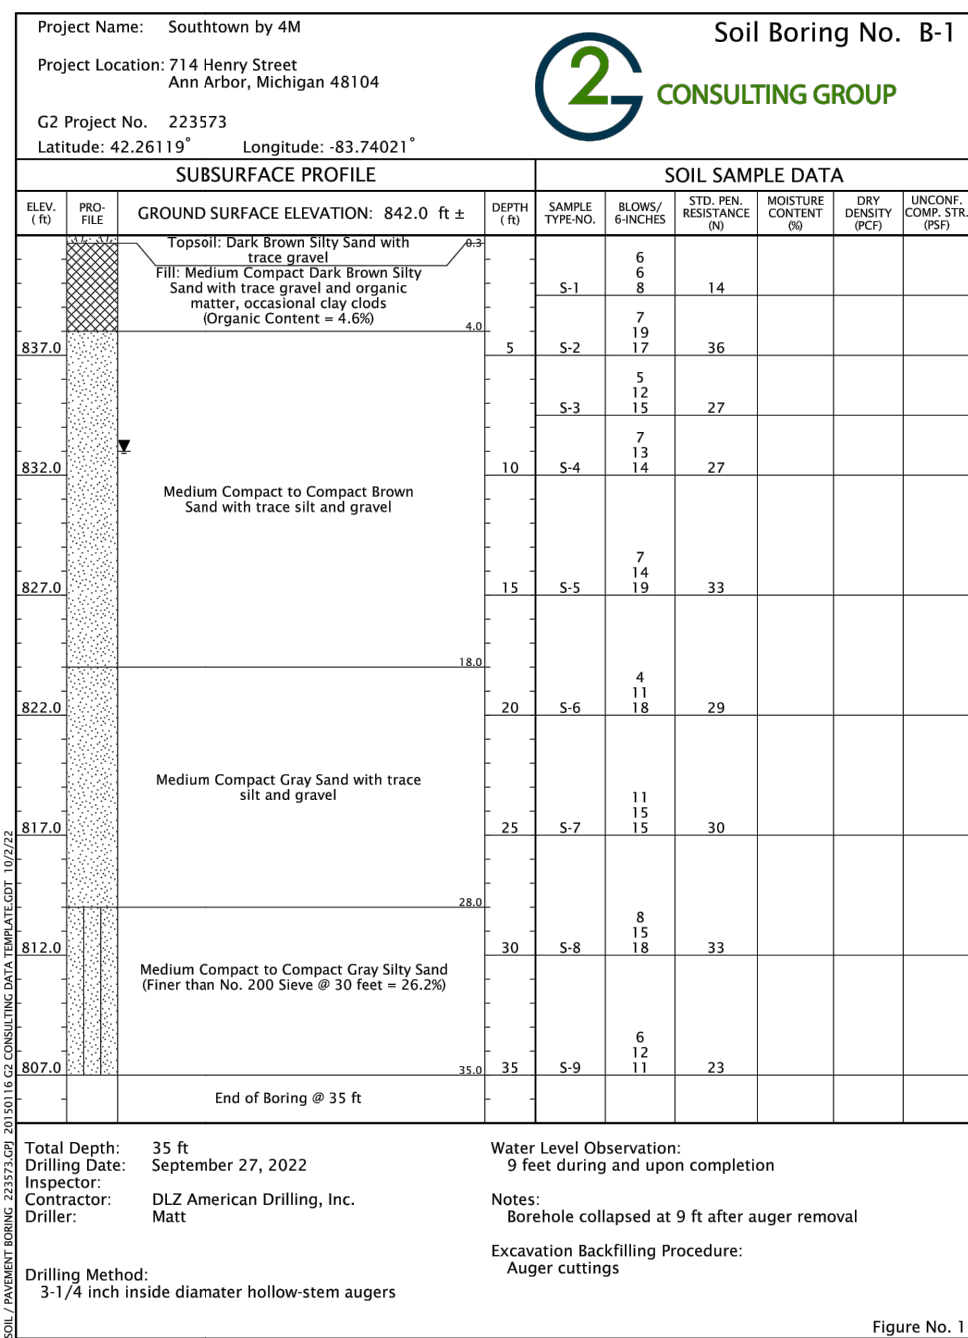 Project Name: Southtown by 4M
Project Location: 714 Henry Street
Ann Arbor, Michigan 48104
G2 Project No. 223573
Latitude: 42.26119° Longitude: -83.74021°
Soil Boring No. B-1
G2 CONSULTING GROUP
SUBSURFACE PROFILE
SOIL SAMPLE DATA
ELEV. (ft)
PRO-FILE
GROUND SURFACE ELEVATION: 842.0 ft ±
DEPTH (ft)
SAMPLE TYPE-NO.
BLOWS/ 6-INCHES
STD. PEN. RESISTANCE (N)
MOISTURE CONTENT (%)
DRY DENSITY (PCF)
UNCONF. COMP. STR. (PSF)
Topsoil: Dark Brown Silty Sand with
trace gravel
0.3
Fill: Medium Compact Dark Brown Silty
Sand with trace gravel and organic
matter, occasional clay clods
(Organic Content = 4.6%)
4.0
6
6
S-1 8 14
7
19
837.0 5 S-2 17 36
5
12
S-3 15 27
7
13
832.0 10 S-4 14 27
Medium Compact to Compact Brown
Sand with trace silt and gravel
7
14
827.0 15 S-5 19 33
18.0
4
11
822.0 20 S-6 18 29
Medium Compact Gray Sand with trace
silt and gravel
11
15
817.0 25 S-7 15 30
28.0
8
15
812.0 30 S-8 18 33
Medium Compact to Compact Gray Silty Sand
(Finer than No. 200 Sieve @ 30 feet = 26.2%)
6
12
807.0 35.0 35 S-9 11 23
End of Boring @ 35 ft
Total Depth: 35 ft
Drilling Date: September 27, 2022
Inspector:
Contractor: DLZ American Drilling, Inc.
Driller: Matt
Drilling Method:
3-1/4 inch inside diamater hollow-stem augers
Water Level Observation:
9 feet during and upon completion
Notes:
Borehole collapsed at 9 ft after auger removal
Excavation Backfilling Procedure:
Auger cuttings
Figure No. 1
SOIL / PAVEMENT BORING 223573.GPJ 20150116 G2 CONSULTING DATA TEMPLATE.GDT 10/2/22